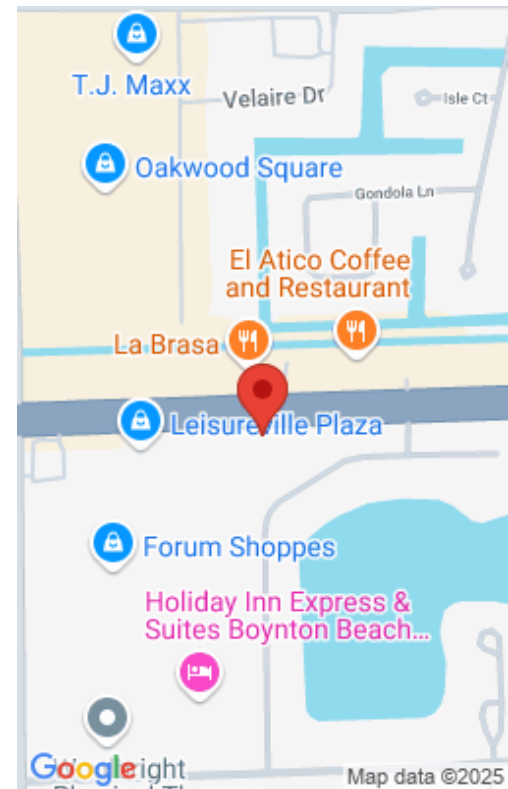 T.J. Maxx
Velaire Dr
Isle Ct
Oakwood Square
Gondola Ln
El Atico Coffee
and Restaurant
La Brasa
Leisureville Plaza
Forum Shoppes
Holiday Inn Express &
Suites Boynton Beach...
Google
Map data ©2025